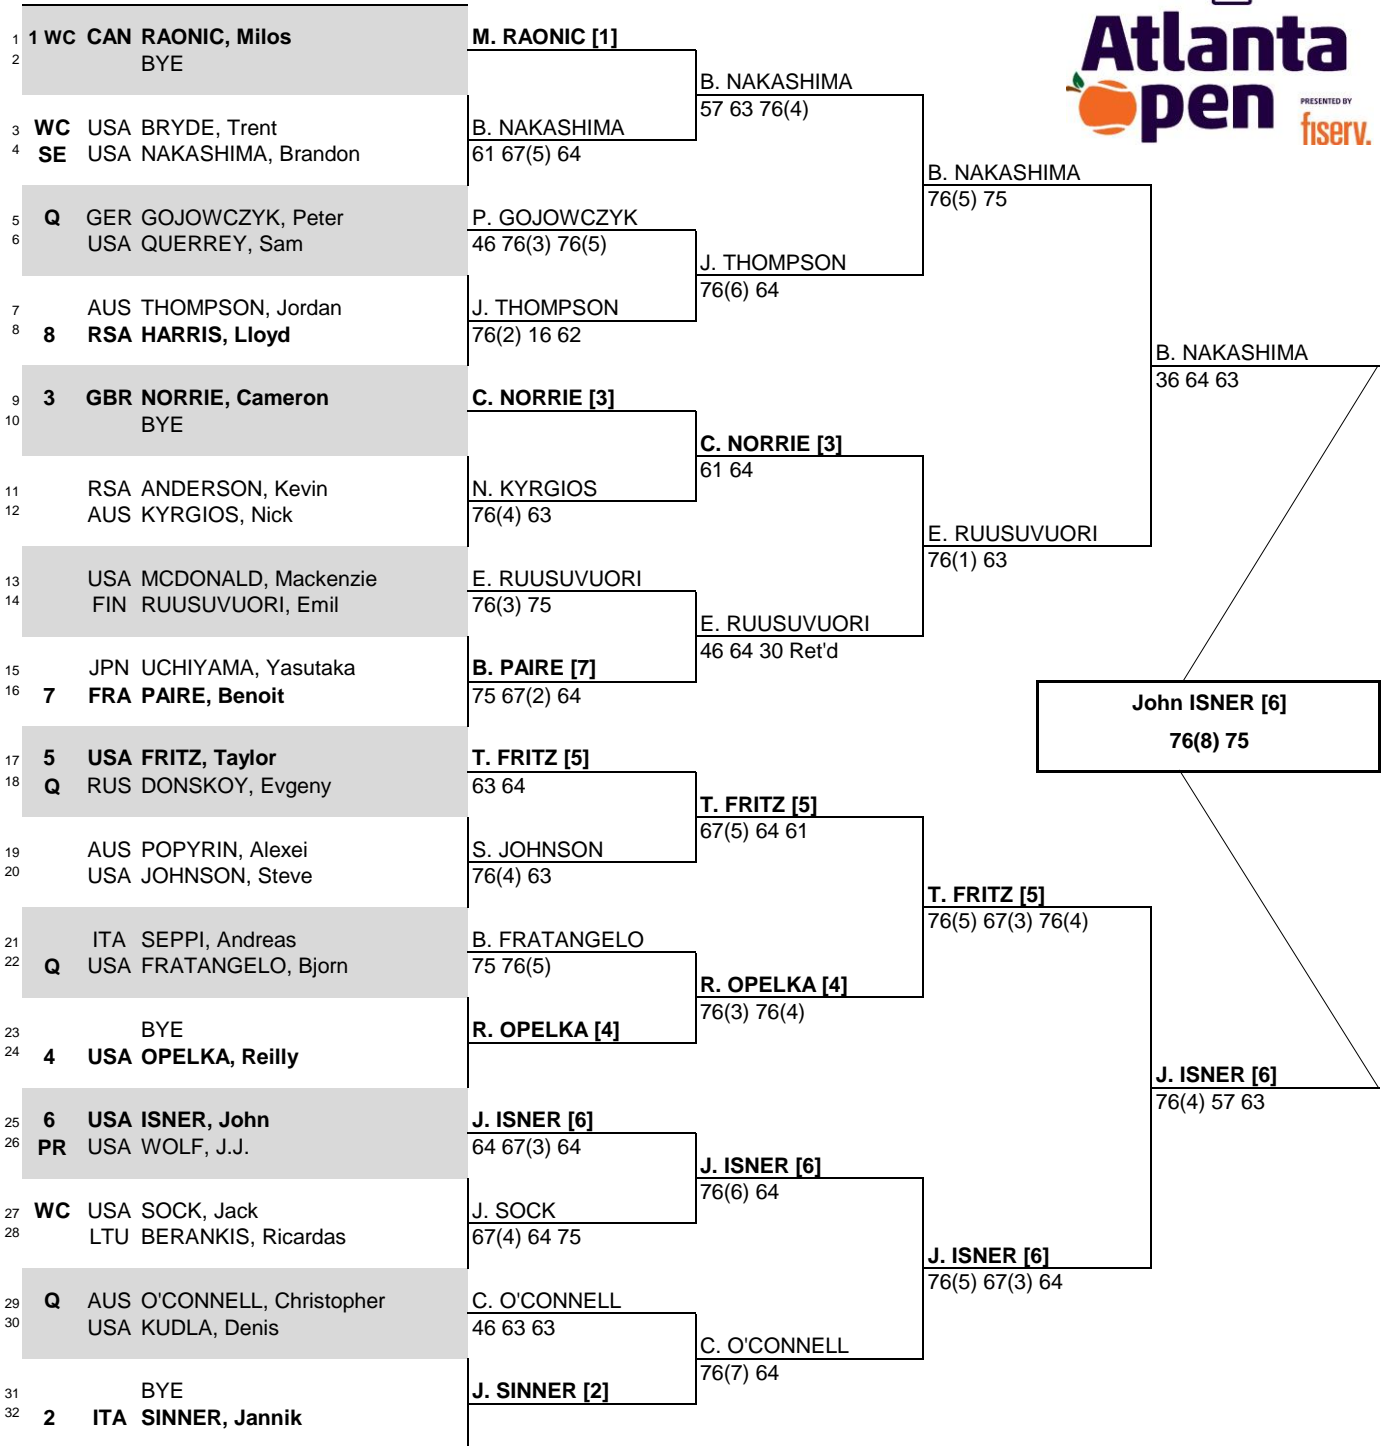 Atlanta
Open
PRESENTED BY
fiserv.
1 1 WC CAN RAONIC, Milos
2 BYE
3 WC USA BRYDE, Trent
4 SE USA NAKASHIMA, Brandon
5 Q GER GOJOWCZYK, Peter
6 USA QUERREY, Sam
7 AUS THOMPSON, Jordan
8 8 RSA HARRIS, Lloyd
9 3 GBR NORRIE, Cameron
10 BYE
11 RSA ANDERSON, Kevin
12 AUS KYRGIOS, Nick
13 USA MCDONALD, Mackenzie
14 FIN RUUSUVUORI, Emil
15 JPN UCHIYAMA, Yasutaka
16 7 FRA PAIRE, Benoit
17 5 USA FRITZ, Taylor
18 Q RUS DONSKOY, Evgeny
19 AUS POPYRIN, Alexei
20 USA JOHNSON, Steve
21 ITA SEPPI, Andreas
22 Q USA FRATANGELO, Bjorn
23 BYE
24 4 USA OPELKA, Reilly
25 6 USA ISNER, John
26 PR USA WOLF, J.J.
27 WC USA SOCK, Jack
28 LTU BERANKIS, Ricardas
29 Q AUS O'CONNELL, Christopher
30 USA KUDLA, Denis
31 BYE
32 2 ITA SINNER, Jannik
M. RAONIC [1]
B. NAKASHIMA
61 67(5) 64
P. GOJOWCZYK
46 76(3) 76(5)
J. THOMPSON
76(2) 16 62
C. NORRIE [3]
N. KYRGIOS
76(4) 63
E. RUUSUVUORI
76(3) 75
B. PAIRE [7]
75 67(2) 64
T. FRITZ [5]
63 64
S. JOHNSON
76(4) 63
B. FRATANGELO
75 76(5)
R. OPELKA [4]
J. ISNER [6]
64 67(3) 64
J. SOCK
67(4) 64 75
C. O'CONNELL
46 63 63
J. SINNER [2]
B. NAKASHIMA
57 63 76(4)
J. THOMPSON
76(6) 64
C. NORRIE [3]
61 64
E. RUUSUVUORI
46 64 30 Ret'd
T. FRITZ [5]
67(5) 64 61
R. OPELKA [4]
76(3) 76(4)
J. ISNER [6]
76(6) 64
C. O'CONNELL
76(7) 64
B. NAKASHIMA
76(5) 75
E. RUUSUVUORI
76(1) 63
T. FRITZ [5]
76(5) 67(3) 76(4)
J. ISNER [6]
76(5) 67(3) 64
B. NAKASHIMA
36 64 63
J. ISNER [6]
76(4) 57 63
John ISNER [6]
76(8) 75